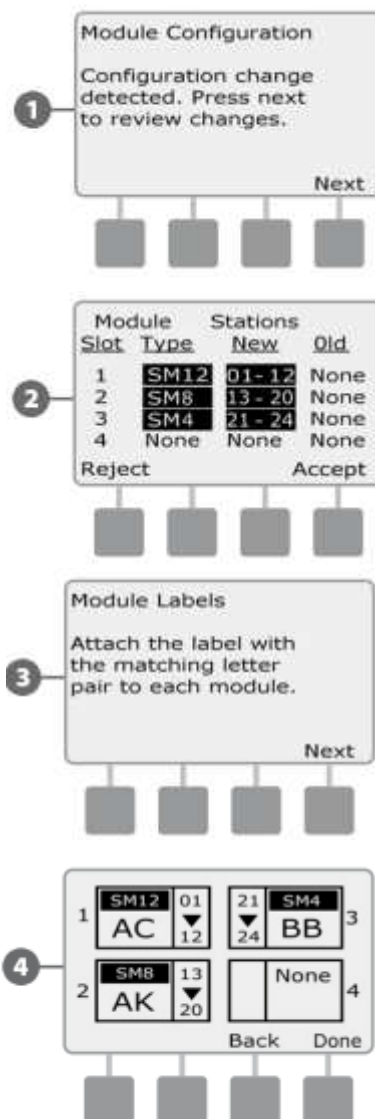 1
Module Configuration
Configuration change
detected. Press next
to review changes.
Next
2
Module Stations
Slot Type New Old
1 SM12 01-12 None
2 SM8 13-20 None
3 SM4 21-24 None
4 None None None
Reject Accept
3
Module Labels
Attach the label with
the matching letter
pair to each module.
Next
4
1 SM12 AC 01 12
21 24 SM4 BB 3
2 SM8 AK 13 20
None 4
Back Done